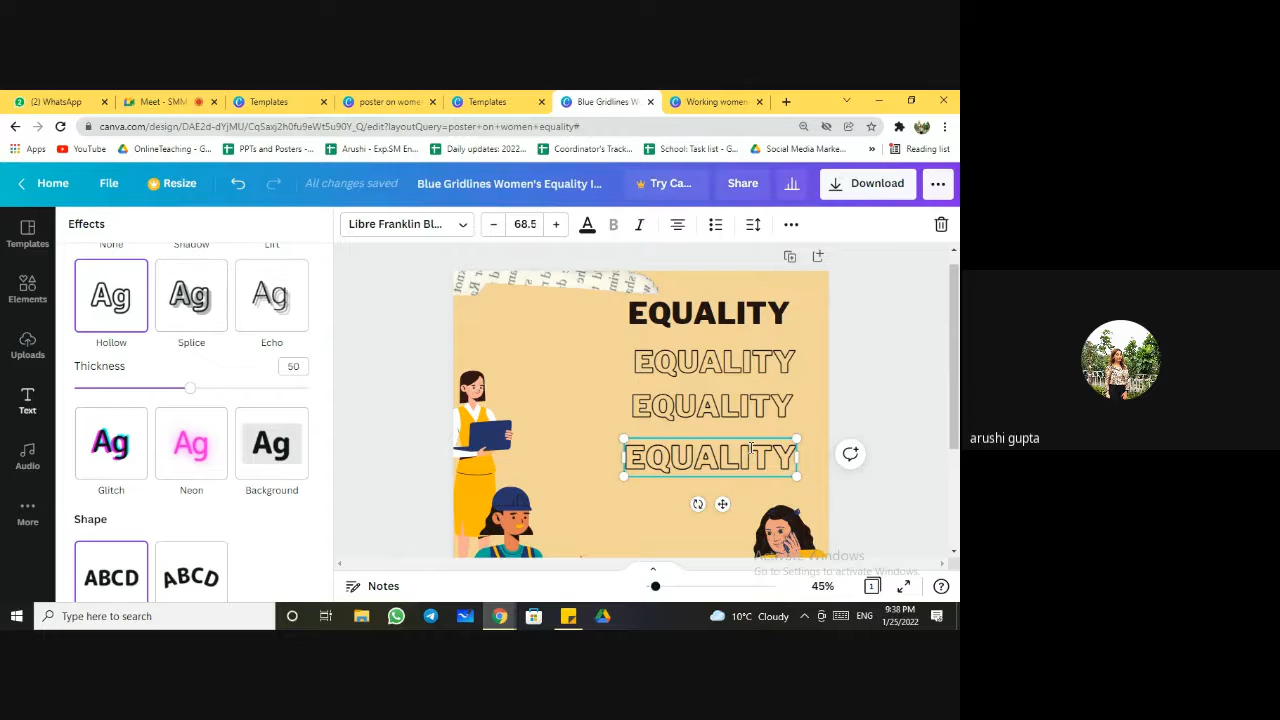 (2) WhatsApp
Meet - SMM
Templates
poster on wome
Templates
Blue Gridlines W
Working women
canva.com/design/DAE2d-dYjMU/CqSaxj2h0fu9eWt5u90Y_Q/edit?layoutQuery=poster+on+women+equality#
Apps
YouTube
OnlineTeaching - G...
PPTs and Posters -...
Arushi - Exp.SM En...
Daily updates: 2022...
Coordinator's Track...
School: Task list - G...
Social Media Marke...
»
Reading list
Home
File
Resize
All changes saved
Blue Gridlines Women's Equality I...
Try Ca...
Share
Download
Templates
Elements
Uploads
Text
Audio
More
Effects
Libre Franklin Bl...
68.5
A
B
I
None
Shadow
Lift
Ag
Ag
Ag
Hollow
Splice
Echo
Thickness
50
Ag
Ag
Ag
Glitch
Neon
Background
Shape
ABCD
ABCD
EQUALITY
EQUALITY
EQUALITY
EQUALITY
Activate Windows
Go to Settings to activate Windows.
Notes
45%
1
Type here to search
10°C Cloudy
ENG
9:38 PM
1/25/2022
arushi gupta